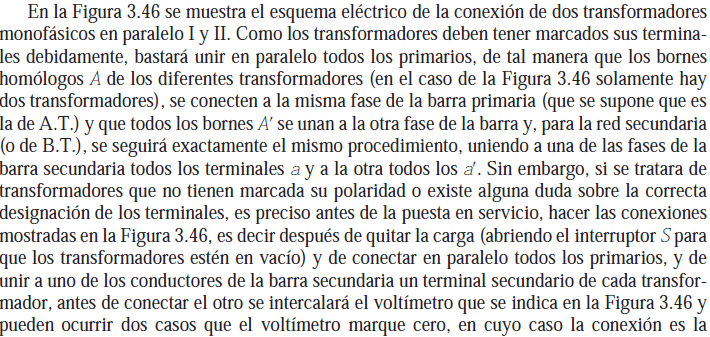 En la Figura 3.46 se muestra el esquema eléctrico de la conexión de dos transformadores
monofásicos en paralelo I y II. Como los transformadores deben tener marcados sus termina-
les debidamente, bastará unir en paralelo todos los primarios, de tal manera que los bornes
homólogos A de los diferentes transformadores (en el caso de la Figura 3.46 solamente hay
dos transformadores), se conecten a la misma fase de la barra primaria (que se supone que es
la de A.T.) y que todos los bornes A′ se unan a la otra fase de la barra y, para la red secundaria
(o de B.T.), se seguirá exactamente el mismo procedimiento, uniendo a una de las fases de la
barra secundaria todos los terminales a y a la otra todos los a′. Sin embargo, si se tratara de
transformadores que no tienen marcada su polaridad o existe alguna duda sobre la correcta
designación de los terminales, es preciso antes de la puesta en servicio, hacer las conexiones
mostradas en la Figura 3.46, es decir después de quitar la carga (abriendo el interruptor S para
que los transformadores estén en vacío) y de conectar en paralelo todos los primarios, y de
unir a uno de los conductores de la barra secundaria un terminal secundario de cada transfor-
mador, antes de conectar el otro se intercalará el voltímetro que se indica en la Figura 3.46 y
pueden ocurrir dos casos que el voltímetro marque cero, en cuyo caso la conexión es la